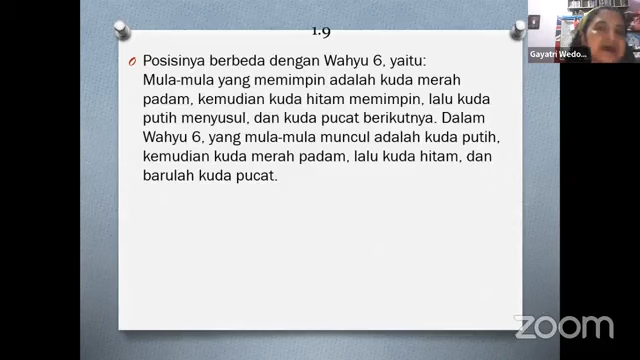 1.9
Posisinya berbeda dengan Wahyu 6, yaitu:
Mula-mula yang memimpin adalah kuda merah
padam, kemudian kuda hitam memimpin, lalu kuda
putih menyusul, dan kuda pucat berikutnya. Dalam
Wahyu 6, yang mula-mula muncul adalah kuda putih,
kemudian kuda merah padam, lalu kuda hitam, dan
barulah kuda pucat.
Gayatri Wedo...
zoom